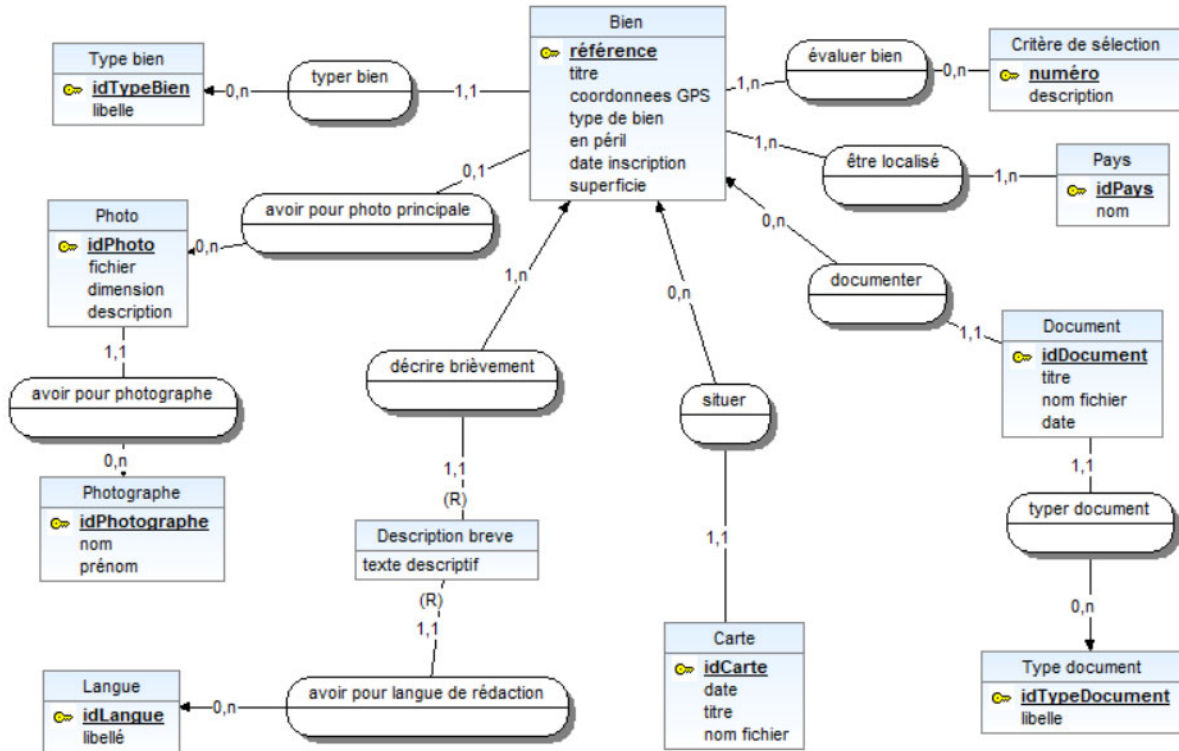 Bien
référence
titre
coordonnees GPS
type de bien
en péril
date inscription
superficie
Type bien
idTypeBien
libelle
0,n
typer bien
1,1
1,n
évaluer bien
0,n
Critère de sélection
numéro
description
1,n
être localisé
1,n
Pays
idPays
nom
0,1
avoir pour photo principale
0,n
Photo
idPhoto
fichier
dimension
description
1,1
avoir pour photographe
0,n
Photographe
idPhotographe
nom
prénom
1,n
décrire brièvement
1,1
(R)
Description breve
texte descriptif
(R)
1,1
avoir pour langue de rédaction
0,n
Langue
idLangue
libellé
0,n
situer
1,1
Carte
idCarte
date
titre
nom fichier
0,n
documenter
1,1
Document
idDocument
titre
nom fichier
date
1,1
typer document
0,n
Type document
idTypeDocument
libelle